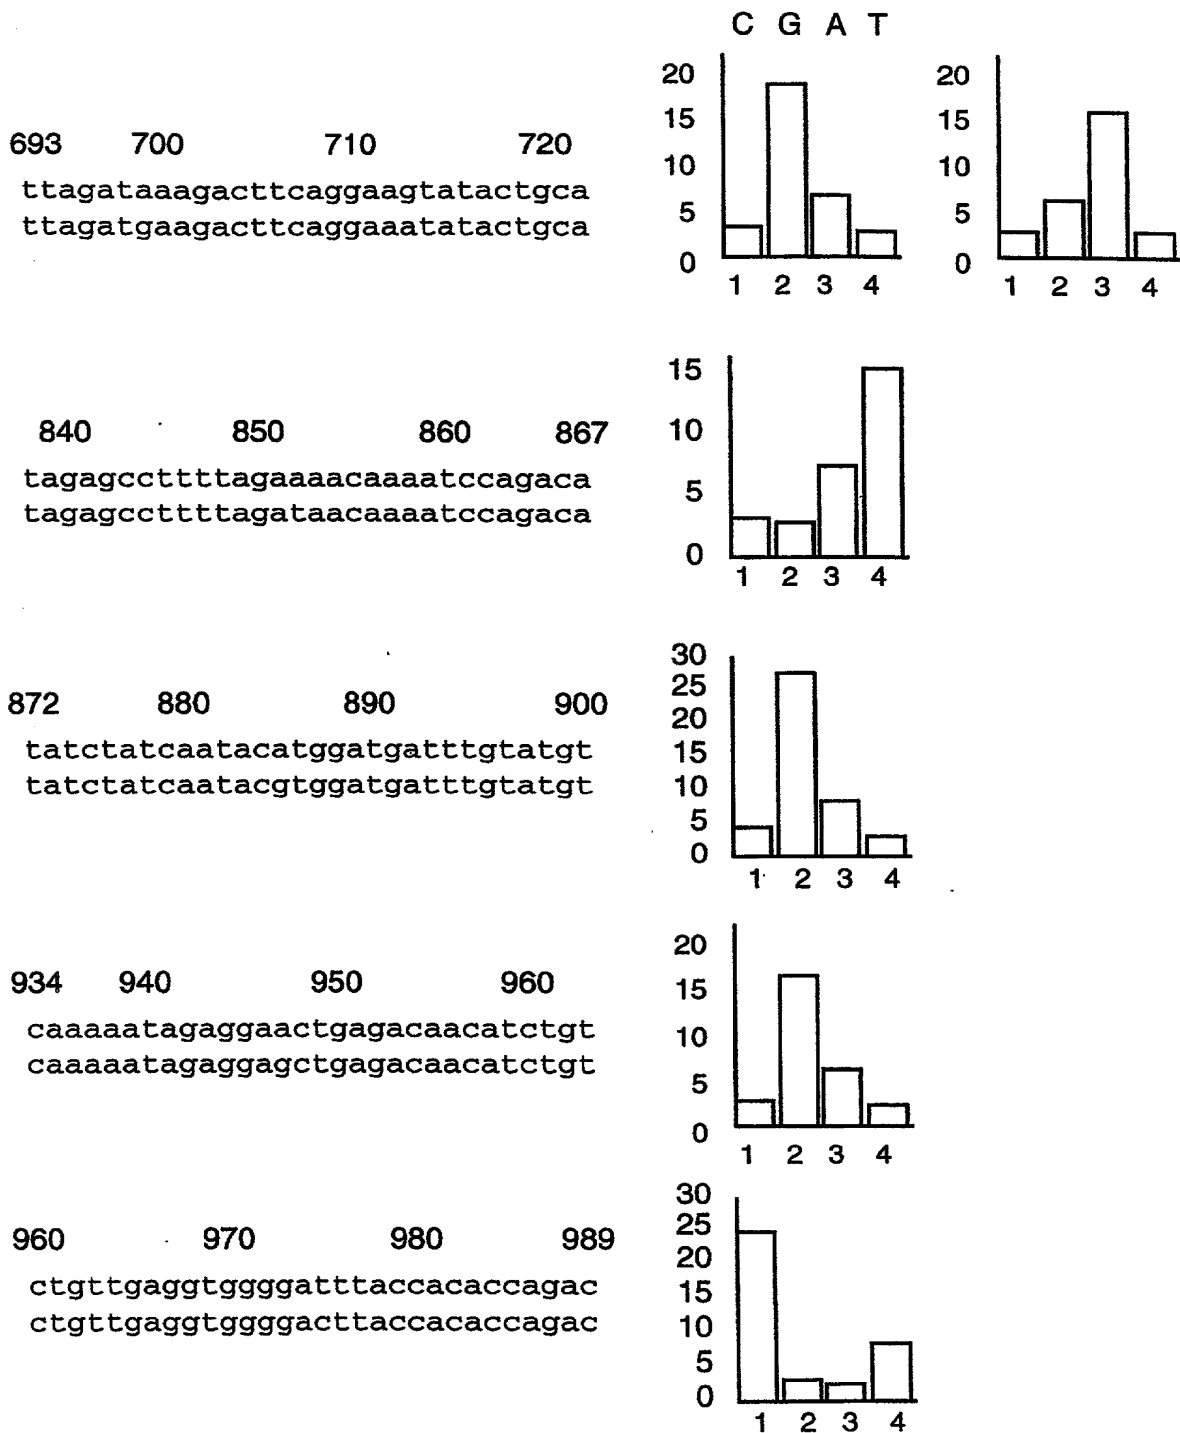 C G A T
20 20
15 15
693 700 710 720
10 10
ttagataaagacttcaggaagtatactgca
5 5
ttagatgaagacttcaggaaatatactgca
0 0
1 2 3 4 1 2 3 4
15
840 850 860 867
10
tagagccttttagaaaacaaaatccagaca
5
tagagccttttagataacaaaatccagaca
0
1 2 3 4
30
25
872 880 890 900
20
tatctatcaatacatggatgatttgtatgt
15
tatctatcaatacgtggatgatttgtatgt
10
5
0
1 2 3 4
20
934 940 950 960
15
caaaaatagaggaactgagacaacatctgt
10
caaaaatagaggagctgagacaacatctgt
5
0
1 2 3 4
30
25
960 970 980 989
20
ctgttgaggtggggatttaccacaccagac
15
ctgttgaggtggggacttaccacaccagac
10
5
0
1 2 3 4